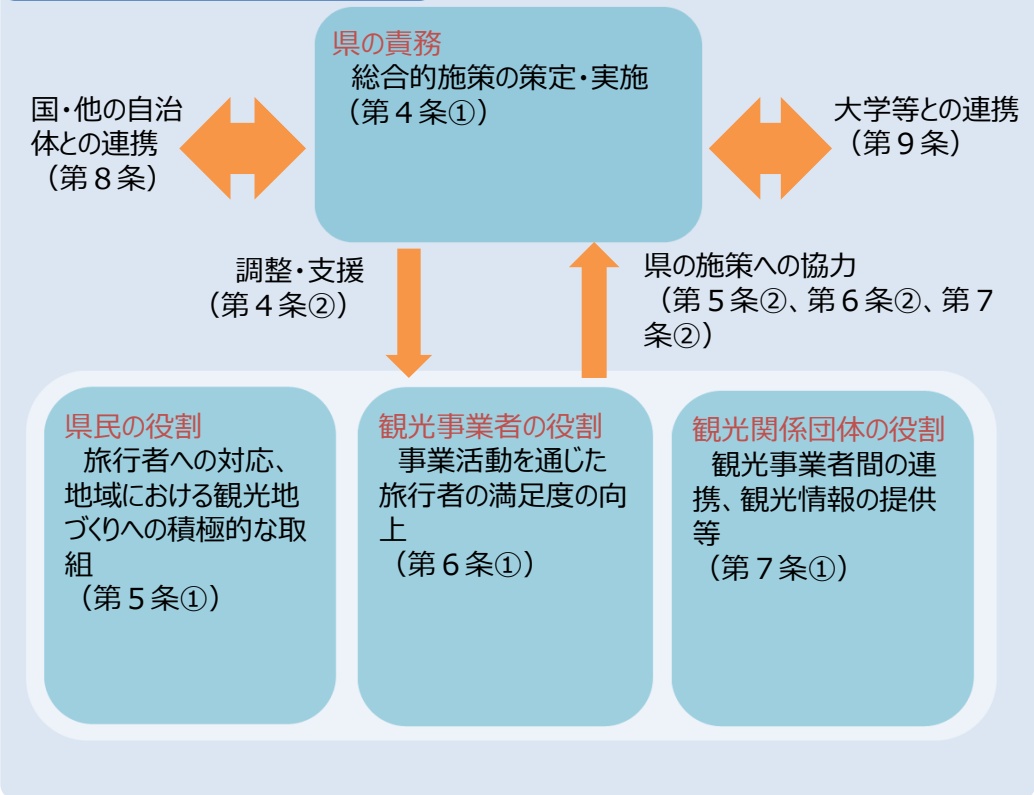 県の責務
総合的施策の策定・実施
（第４条①）
国・他の自治
体との連携
（第８条）
大学等との連携
（第９条）
調整・支援
（第４条②）
県の施策への協力
（第５条②、第６条②、第７
条②）
県民の役割
旅行者への対応、
地域における観光地
づくりへの積極的な取
組
（第５条①）
観光事業者の役割
事業活動を通じた
旅行者の満足度の向
上
（第６条①）
観光関係団体の役割
観光事業者間の連
携、観光情報の提供
等
（第７条①）